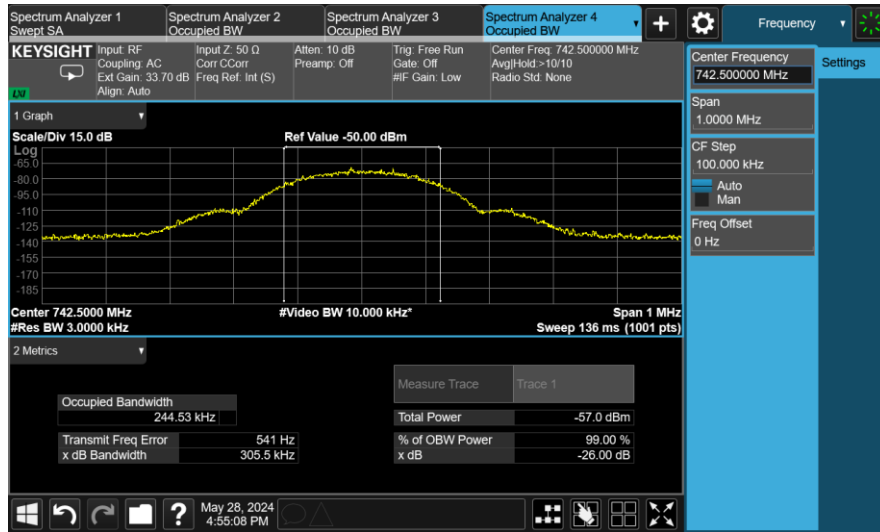 Spectrum Analyzer 1
Swept SA
Spectrum Analyzer 2
Occupied BW
Spectrum Analyzer 3
Occupied BW
Spectrum Analyzer 4
Occupied BW
Frequency
KEYSIGHT
LXI
Input: RF
Coupling: AC
Ext Gain: 33.70 dB
Align: Auto
Input Z: 50 Ω
Corr CCorr
Freq Ref: Int (S)
Atten: 10 dB
Preamp: Off
Trig: Free Run
Gate: Off
#IF Gain: Low
Center Freq: 742.500000 MHz
Avg|Hold:>10/10
Radio Std: None
Center Frequency
742.500000 MHz
Settings
Span
1.0000 MHz
CF Step
100.000 kHz
Auto
Man
Freq Offset
0 Hz
1 Graph
Scale/Div 15.0 dB
Ref Value -50.00 dBm
Log
-65.0
-80.0
-95.0
-110
-125
-140
-155
-170
-185
Center 742.5000 MHz
#Video BW 10.000 kHz*
Span 1 MHz
#Res BW 3.0000 kHz
Sweep 136 ms (1001 pts)
2 Metrics
Measure Trace
Trace 1
Occupied Bandwidth
244.53 kHz
Total Power
-57.0 dBm
Transmit Freq Error
541 Hz
% of OBW Power
99.00 %
x dB Bandwidth
305.5 kHz
x dB
-26.00 dB
?
May 28, 2024
4:55:08 PM